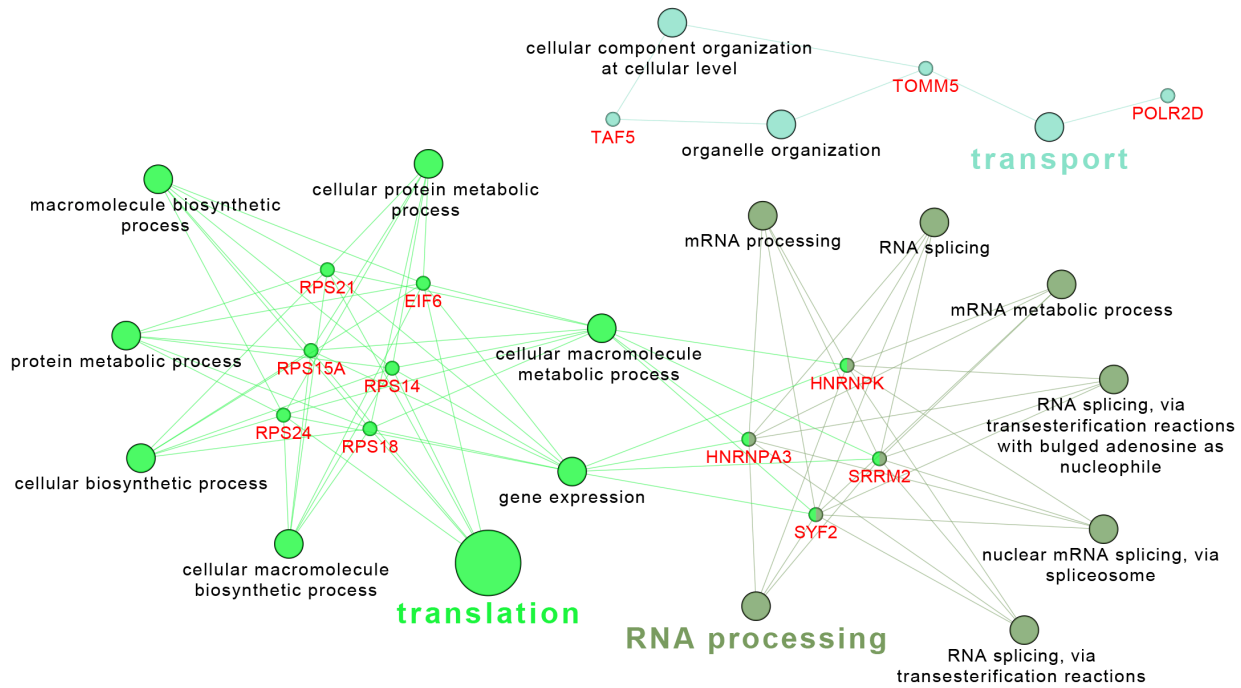 cellular component organization
at cellular level
TOMM5
POLR2D
TAF5
organelle organization
transport
macromolecule biosynthetic
process
cellular protein metabolic
process
mRNA processing
RNA splicing
RPS21
EIF6
mRNA metabolic process
protein metabolic process
RPS15A
RPS14
cellular macromolecule
metabolic process
HNRNPK
RNA splicing, via
transesterification reactions
with bulged adenosine as
nucleophile
RPS24
RPS18
HNRNPA3
SRRM2
cellular biosynthetic process
gene expression
SYF2
nuclear mRNA splicing, via
spliceosome
cellular macromolecule
biosynthetic process
translation
RNA processing
RNA splicing, via
transesterification reactions